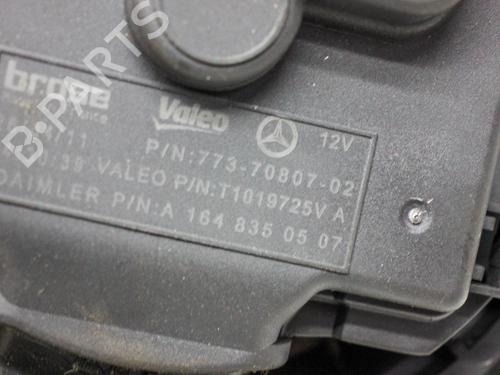 B-PARTS
brose
Valeo
12V
P/N:773-70807-02
VALEO P/N:T1019725V A
DAIMLER P/N:A 164 835 05 07